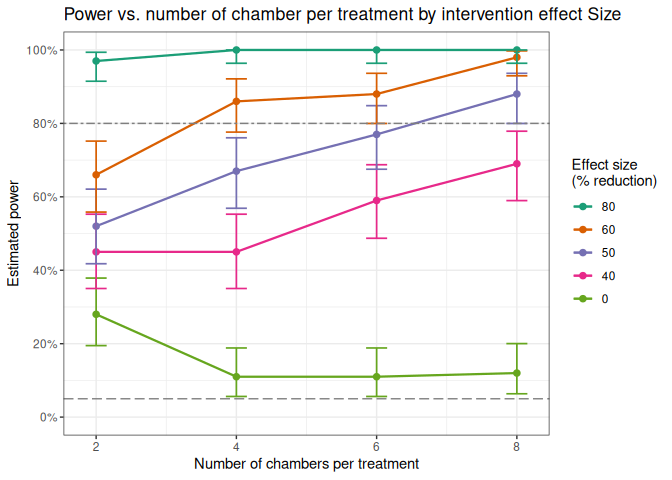 Power vs. number of chamber per treatment by intervention effect Size
100%
80%
60%
40%
20%
0%
Estimated power
2 4 6 8
Number of chambers per treatment
Effect size
(% reduction)
80
60
50
40
0